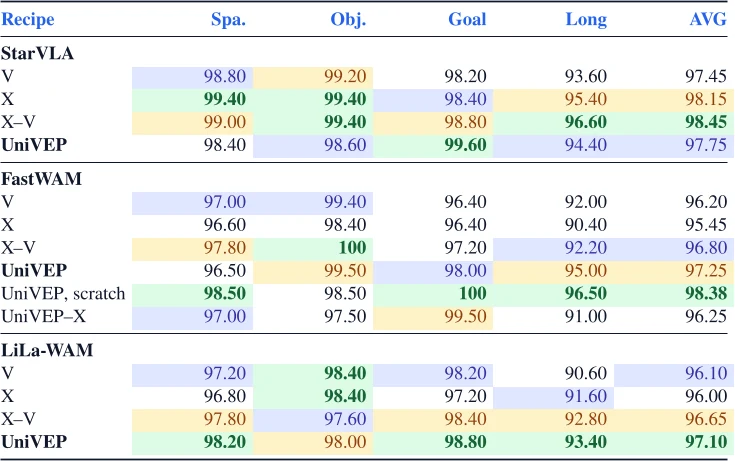 Recipe Spa. Obj. Goal Long AVG
StarVLA
V 98.80 99.20 98.20 93.60 97.45
X 99.40 99.40 98.40 95.40 98.15
X–V 99.00 99.40 98.80 96.60 98.45
UniVEP 98.40 98.60 99.60 94.40 97.75
FastWAM
V 97.00 99.40 96.40 92.00 96.20
X 96.60 98.40 96.40 90.40 95.45
X–V 97.80 100 97.20 92.20 96.80
UniVEP 96.50 99.50 98.00 95.00 97.25
UniVEP, scratch 98.50 98.50 100 96.50 98.38
UniVEP–X 97.00 97.50 99.50 91.00 96.25
LiLa-WAM
V 97.20 98.40 98.20 90.60 96.10
X 96.80 98.40 97.20 91.60 96.00
X–V 97.80 97.60 98.40 92.80 96.65
UniVEP 98.20 98.00 98.80 93.40 97.10